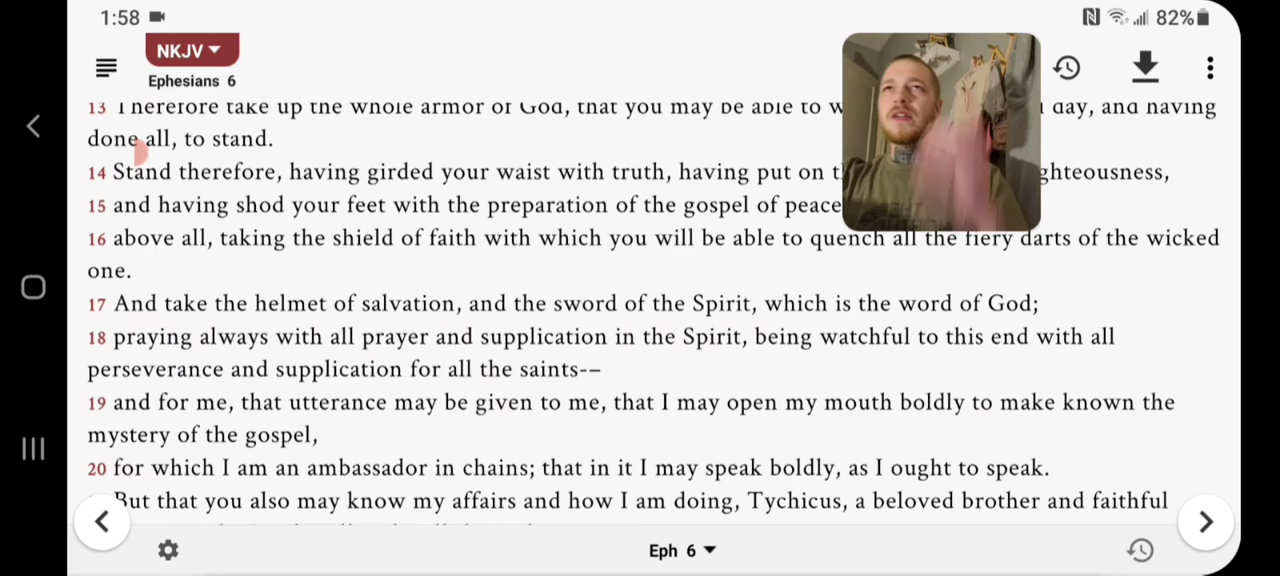 1:58 82%
NKJV
Ephesians 6
13 Therefore take up the whole armor of God, that you may be able to w day, and having
done all, to stand.
14 Stand therefore, having girded your waist with truth, having put on t ghteousness,
15 and having shod your feet with the preparation of the gospel of peace
16 above all, taking the shield of faith with which you will be able to quench all the fiery darts of the wicked
one.
17 And take the helmet of salvation, and the sword of the Spirit, which is the word of God;
18 praying always with all prayer and supplication in the Spirit, being watchful to this end with all
perseverance and supplication for all the saints--
19 and for me, that utterance may be given to me, that I may open my mouth boldly to make known the
mystery of the gospel,
20 for which I am an ambassador in chains; that in it I may speak boldly, as I ought to speak.
But that you also may know my affairs and how I am doing, Tychicus, a beloved brother and faithful
Eph 6